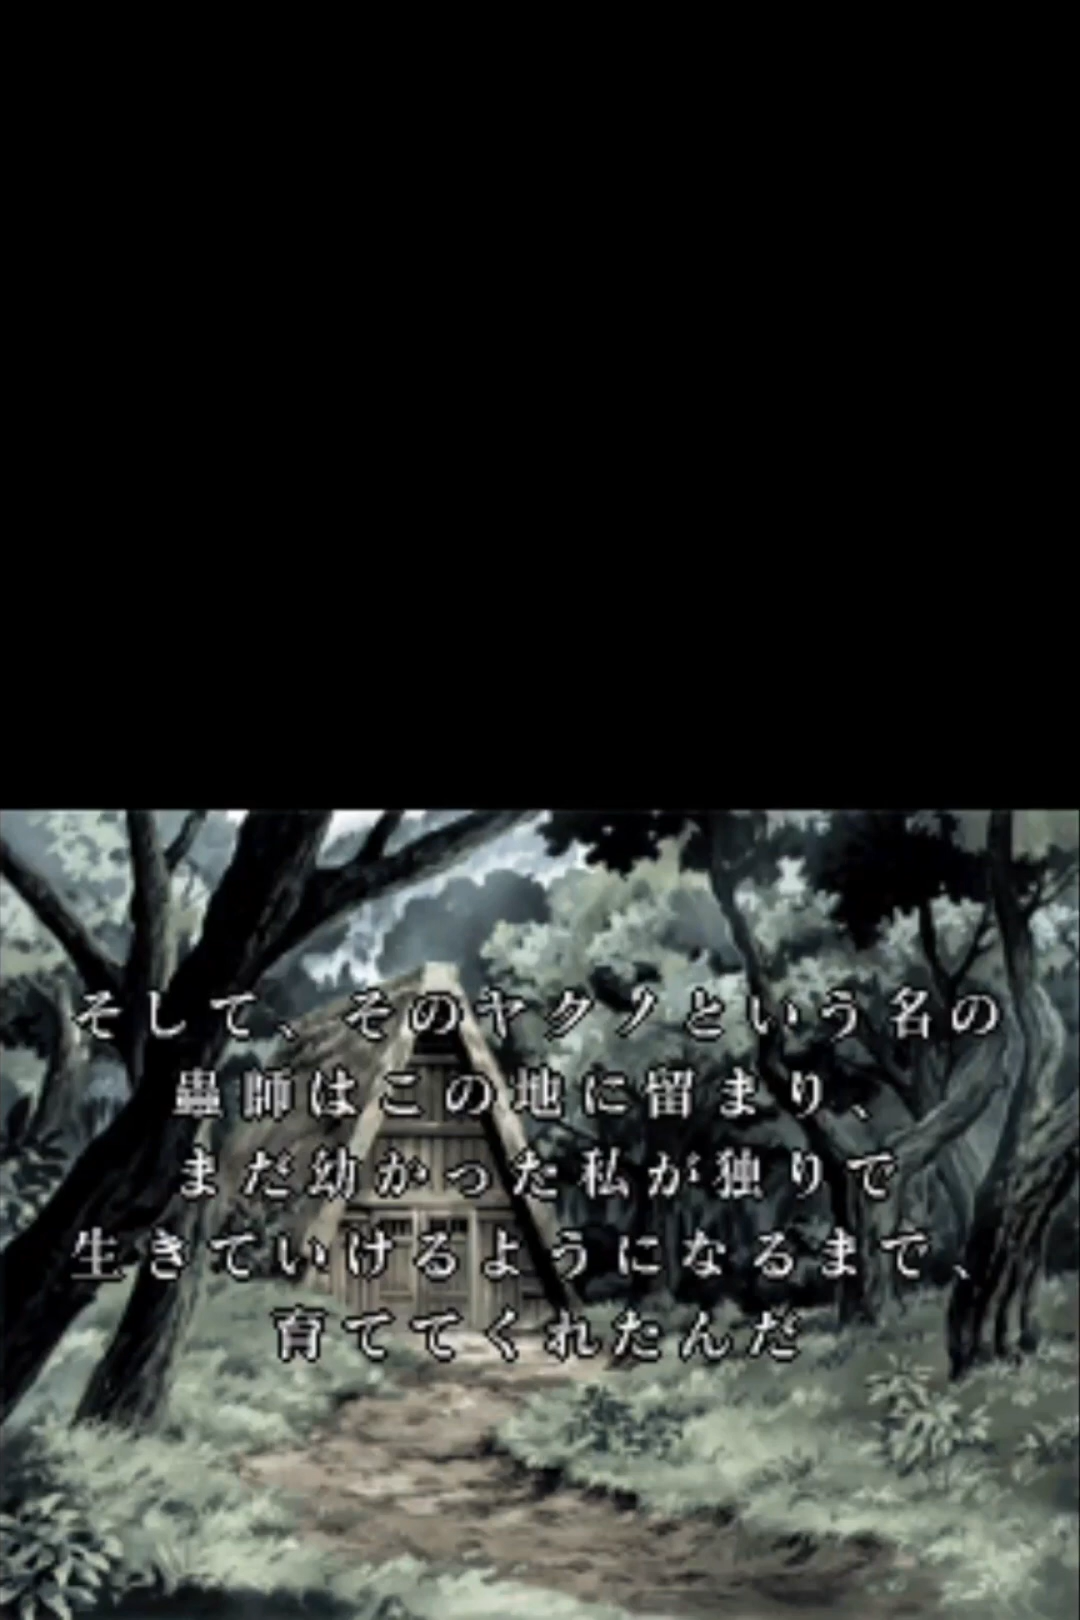 そして、そのヤクノという名の
蟲師はこの地に留まり、
まだ幼かった私が独りで
生きていけるようになるまで、
育ててくれたんだ